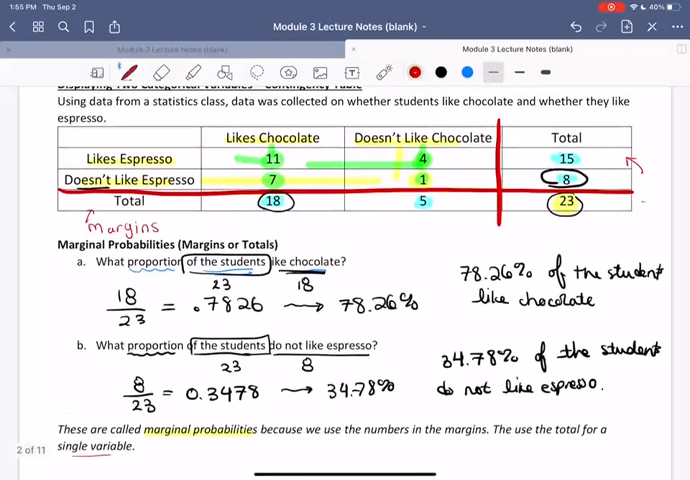 1:55 PM Thu Sep 2
40%
Module 3 Lecture Notes (blank)
Module 2 Lecture Notes (blank)
Module 3 Lecture Notes (blank)
Displaying Two Categorical Variables – Contingency Table
Using data from a statistics class, data was collected on whether students like chocolate and whether they like
espresso.
Likes Chocolate Doesn't Like Chocolate Total
Likes Espresso 11 4 15
Doesn't Like Espresso 7 1 8
Total 18 5 23
margins
Marginal Probabilities (Margins or Totals)
a. What proportion of the students like chocolate?
23 18
18/23 = .7826 → 78.26%
78.26% of the student
like chocolate
b. What proportion of the students do not like espresso?
23 8
8/23 = 0.3478 → 34.78%
34.78% of the student
do not like espresso.
These are called marginal probabilities because we use the numbers in the margins. The use the total for a
single variable.
2 of 11